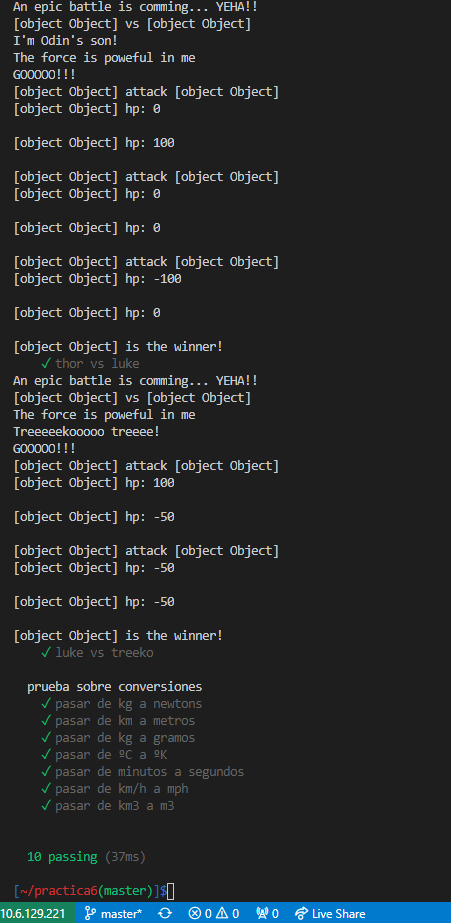 An epic battle is comming... YEHA!!
[object Object] vs [object Object]
I'm Odin's son!
The force is poweful in me
GOOOOO!!!
[object Object] attack [object Object]
[object Object] hp: 0
[object Object] hp: 100
[object Object] attack [object Object]
[object Object] hp: 0
[object Object] hp: 0
[object Object] attack [object Object]
[object Object] hp: -100
[object Object] hp: 0
[object Object] is the winner!
✓ thor vs luke
An epic battle is comming... YEHA!!
[object Object] vs [object Object]
The force is poweful in me
Treeeeekooooo treeee!
GOOOOO!!!
[object Object] attack [object Object]
[object Object] hp: 100
[object Object] hp: -50
[object Object] attack [object Object]
[object Object] hp: -50
[object Object] hp: -50
[object Object] is the winner!
✓ luke vs treeko
prueba sobre conversiones
✓ pasar de kg a newtons
✓ pasar de km a metros
✓ pasar de kg a gramos
✓ pasar de ºC a ºK
✓ pasar de minutos a segundos
✓ pasar de km/h a mph
✓ pasar de km3 a m3
10 passing (37ms)
[~/practica6(master)]$
10.6.129.221 master* 0 0 0 Live Share